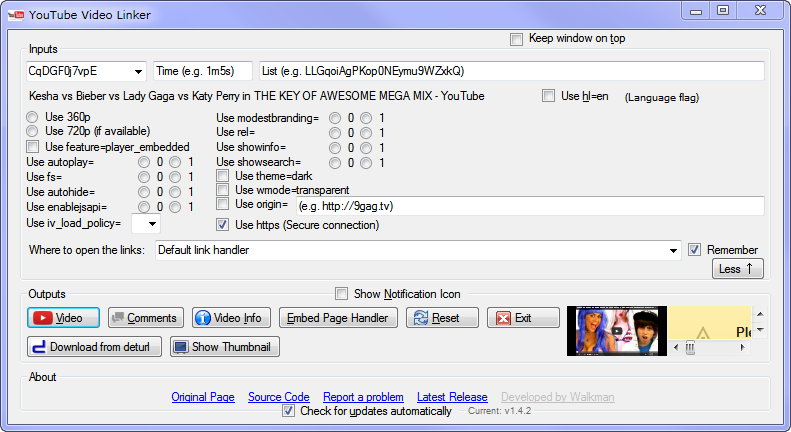 YouTube Video Linker
Keep window on top
Inputs
CqDGF0j7vpE
Time (e.g. 1m5s)
List (e.g. LLGqoiAgPKop0NEymu9WZxkQ)
Kesha vs Bieber vs Lady Gaga vs Katy Perry in THE KEY OF AWESOME MEGA MIX - YouTube
Use hl=en
(Language flag)
Use 360p
Use 720p (if available)
Use feature=player_embedded
Use autoplay= 0 1
Use fs= 0 1
Use autohide= 0 1
Use enablejsapi= 0 1
Use iv_load_policy=
Use modestbranding= 0 1
Use rel= 0 1
Use showinfo= 0 1
Use showsearch= 0 1
Use theme=dark
Use wmode=transparent
Use origin= (e.g. http://9gag.tv)
Use https (Secure connection)
Where to open the links: Default link handler
Remember
Less ↑
Outputs
Show Notification Icon
Video
Comments
Video Info
Embed Page Handler
Reset
Exit
Download from deturl
Show Thumbnail
Ple
About
Original Page
Source Code
Report a problem
Latest Release
Developed by Walkman
Check for updates automatically
Current: v1.4.2